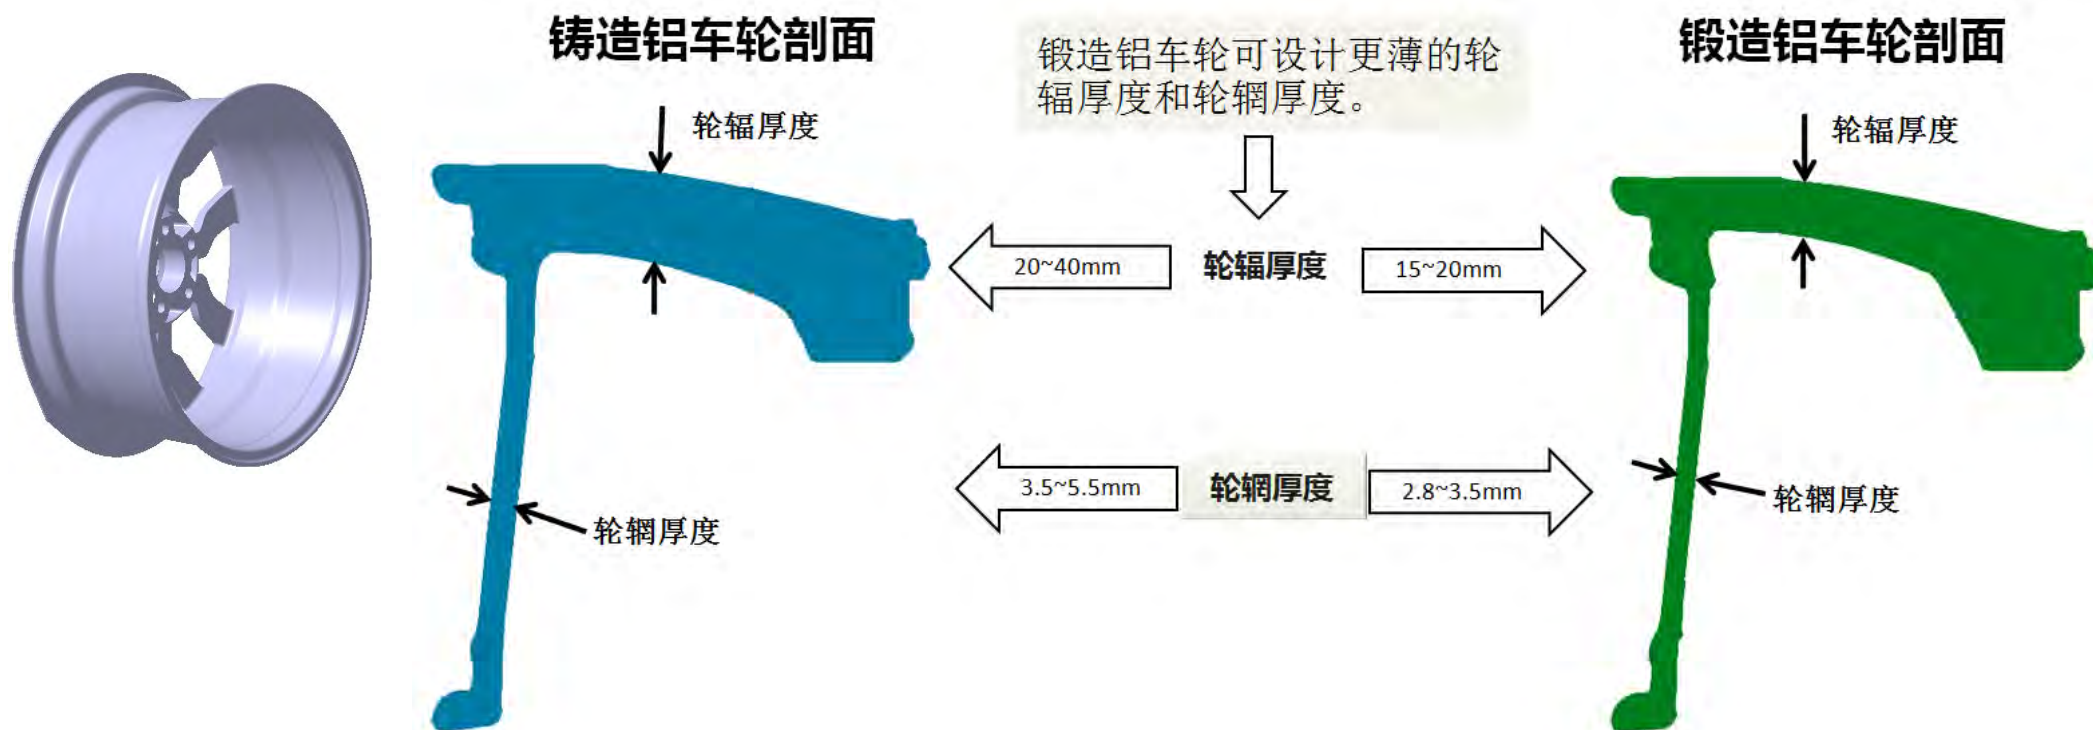 铸造铝车轮剖面
锻造铝车轮可设计更薄的轮
辐厚度和轮辋厚度。
锻造铝车轮剖面
轮辐厚度
轮辐厚度
20~40mm
轮辐厚度
15~20mm
3.5~5.5mm
轮辋厚度
2.8~3.5mm
轮辋厚度
轮辋厚度